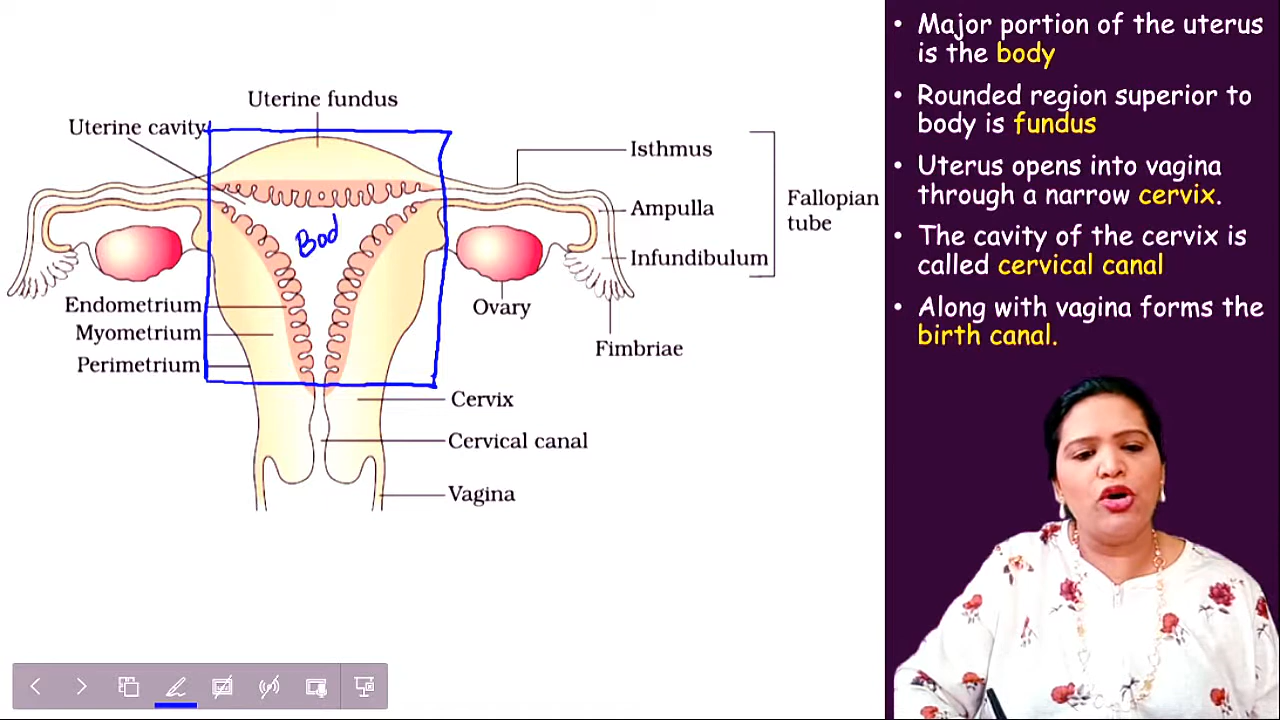 Uterine fundus
Uterine cavity
Isthmus
Ampulla
Infundibulum
Fallopian
tube
Bod
Endometrium
Myometrium
Perimetrium
Ovary
Fimbriae
Cervix
Cervical canal
Vagina
• Major portion of the uterus
is the body
• Rounded region superior to
body is fundus
• Uterus opens into vagina
through a narrow cervix.
• The cavity of the cervix is
called cervical canal
• Along with vagina forms the
birth canal.